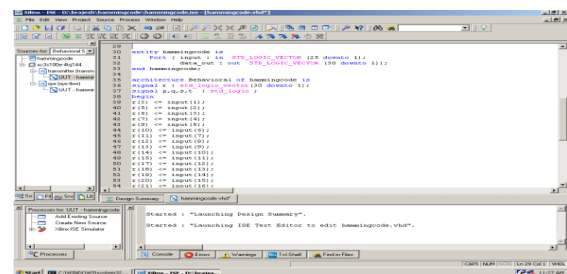 Xilinx - ISE - D:\brajesh\hammingcode\hammingcode.ise - [hammingcode.vhd*]
File Edit View Project Source Process Window Help
Sources for: Behavioral S
hammingcode
xc3s100e-4tq144
transmitter (transm
UUT - hammir
UUT - hammir
29
30 entity hammingcode is
31 Port ( input : in STD_LOGIC_VECTOR (25 downto 1);
32 data_out : out STD_LOGIC_VECTOR (30 downto 1));
33 end hammingcode;
34
35 architecture Behavioral of hammingcode is
36 signal r : std_logic_vector(30 downto 1);
37 signal p,q,s,t : std_logic ;
38 begin
39 r(3) <= input(1);
40 r(5) <= input(2);
41 r(6) <= input(3);
42 r(7) <= input(4);
43 r(9) <= input(5);
44 r(10) <= input(6);
45 r(11) <= input(7);
46 r(12) <= input(8);
47 r(13) <= input(9);
48 r(14) <= input(10);
49 r(15) <= input(11);
50 r(17) <= input(12);
51 r(18) <= input(13);
52 r(19) <= input(14);
53 r(20) <= input(15);
54 r(21) <= input(16);
Design Summary hammingcode.vhd*
Processes for: UUT - hammingcode
Add Existing Source
Create New Source
Xilinx ISE Simulator
Processes
Started : "Launching Design Summary".
Started : "Launching ISE Text Editor to edit hammingcode.vhd".
Console Errors Warnings Tcl Shell Find in Files
CAPS NUM SCRL Ln 29 Col 1 VHDL
Start C:\WINDOWS\system32\... Xilinx - ISE - D:\brajes... 11:27 AM